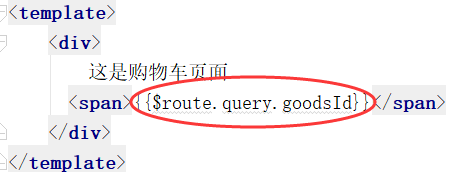 <template>
<div>
这是购物车页面
<span>{{$route.query.goodsId}}</span>
</div>
</template>